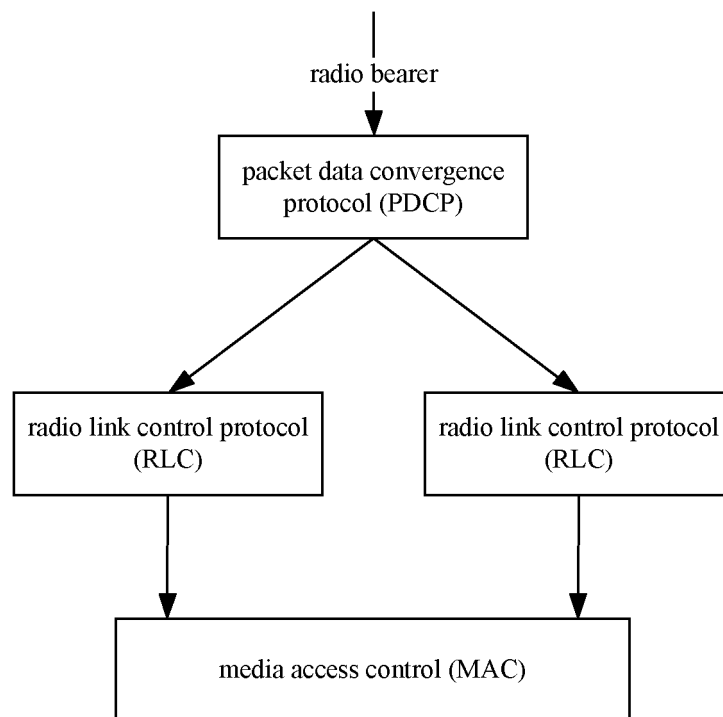 radio bearer
packet data convergence
protocol (PDCP)
radio link control protocol
(RLC)
radio link control protocol
(RLC)
media access control (MAC)